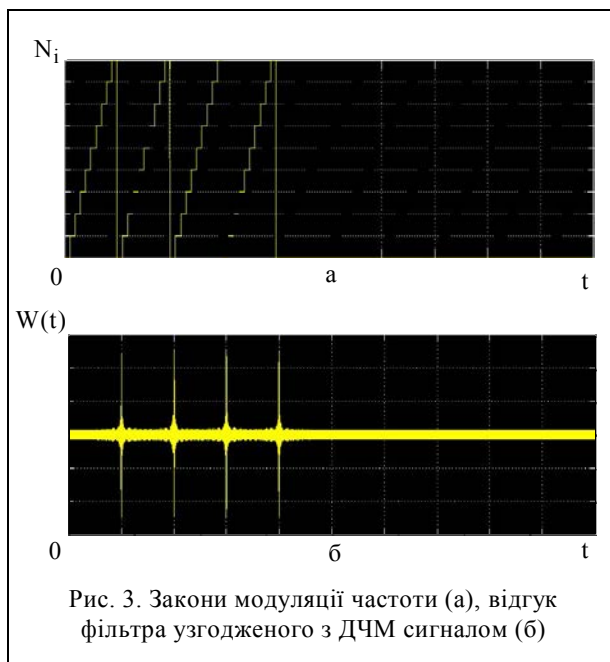 N_i
0 а t
W(t)
0 б t
Рис. 3. Закони модуляції частоти (а), відгук
фільтра узгодженого з ДЧМ сигналом (б)